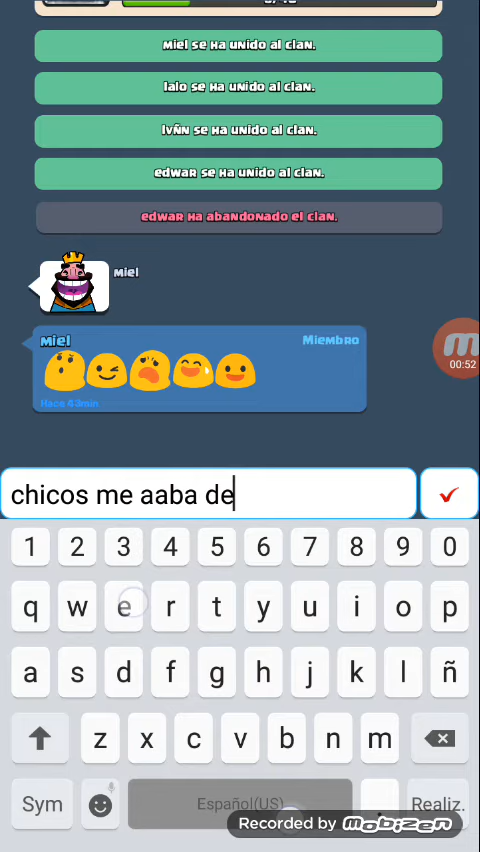 Miel se ha unido al clan.
lalo se ha unido al clan.
lvñn se ha unido al clan.
edwar se ha unido al clan.
edwar ha abandonado el clan.
Miel
Miel Miembro
Hace 43min
00:52
chicos me aaba de
1 2 3 4 5 6 7 8 9 0
q w e r t y u i o p
a s d f g h j k l ñ
z x c v b n m
Sym Español(US) . Realiz.
Recorded by mobizen